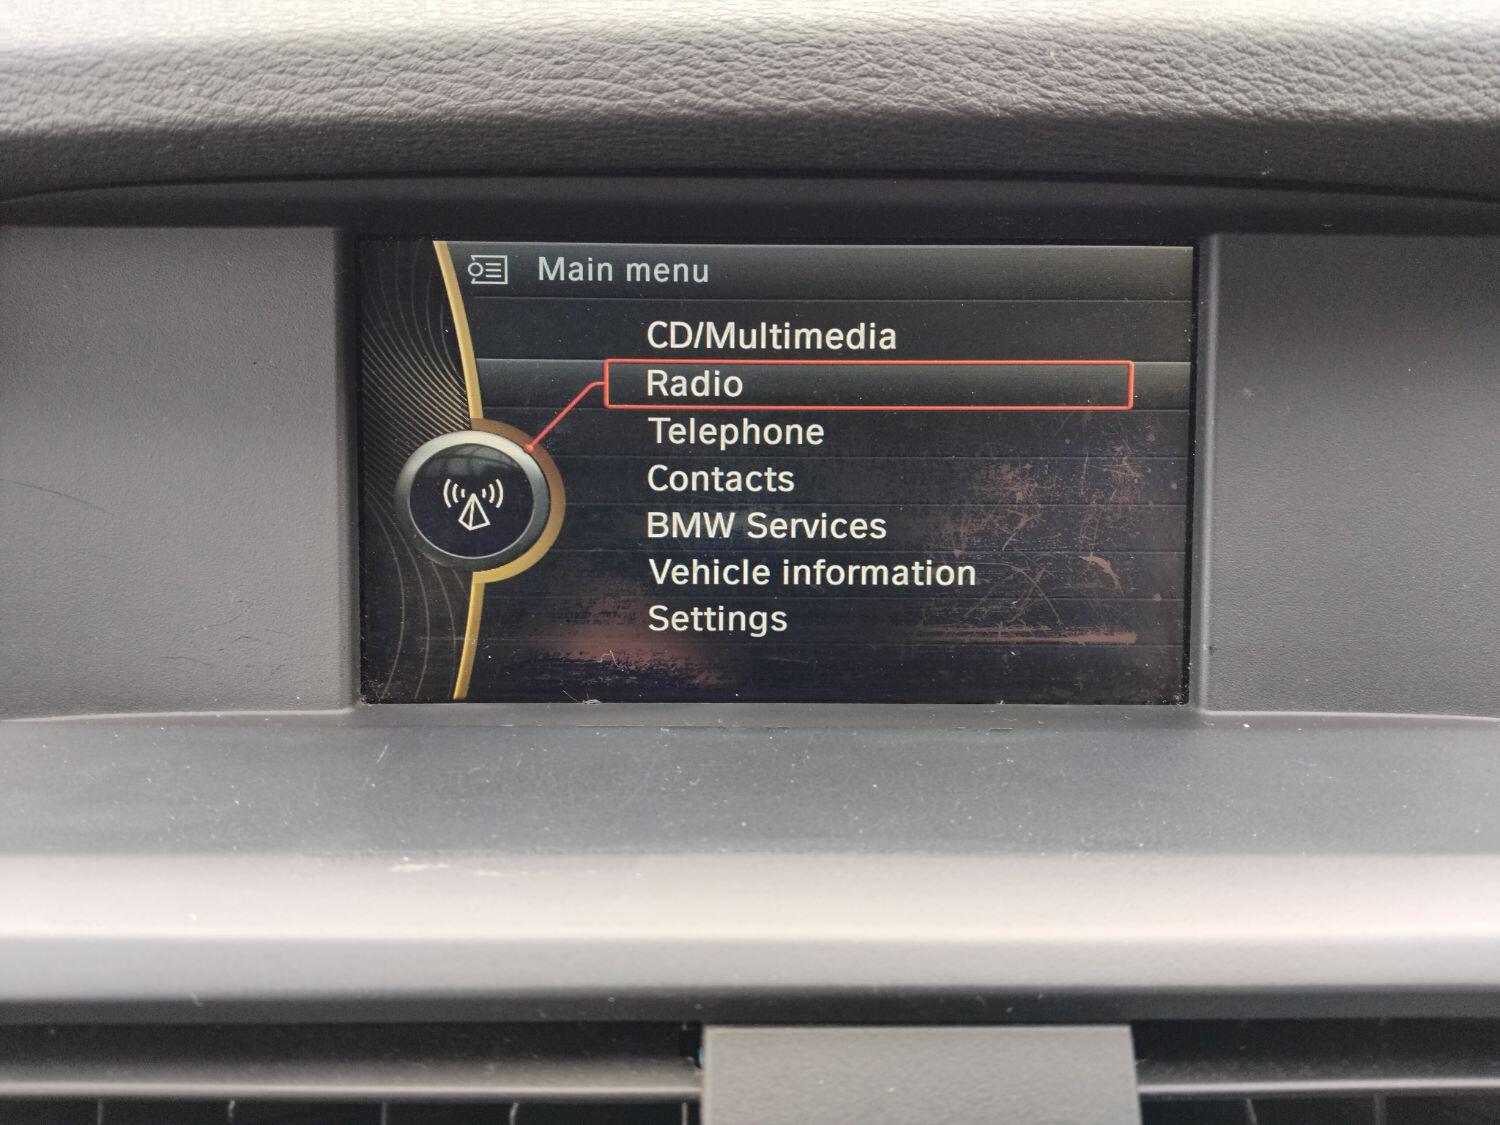 Main menu
CD/Multimedia
Radio
Telephone
Contacts
BMW Services
Vehicle information
Settings